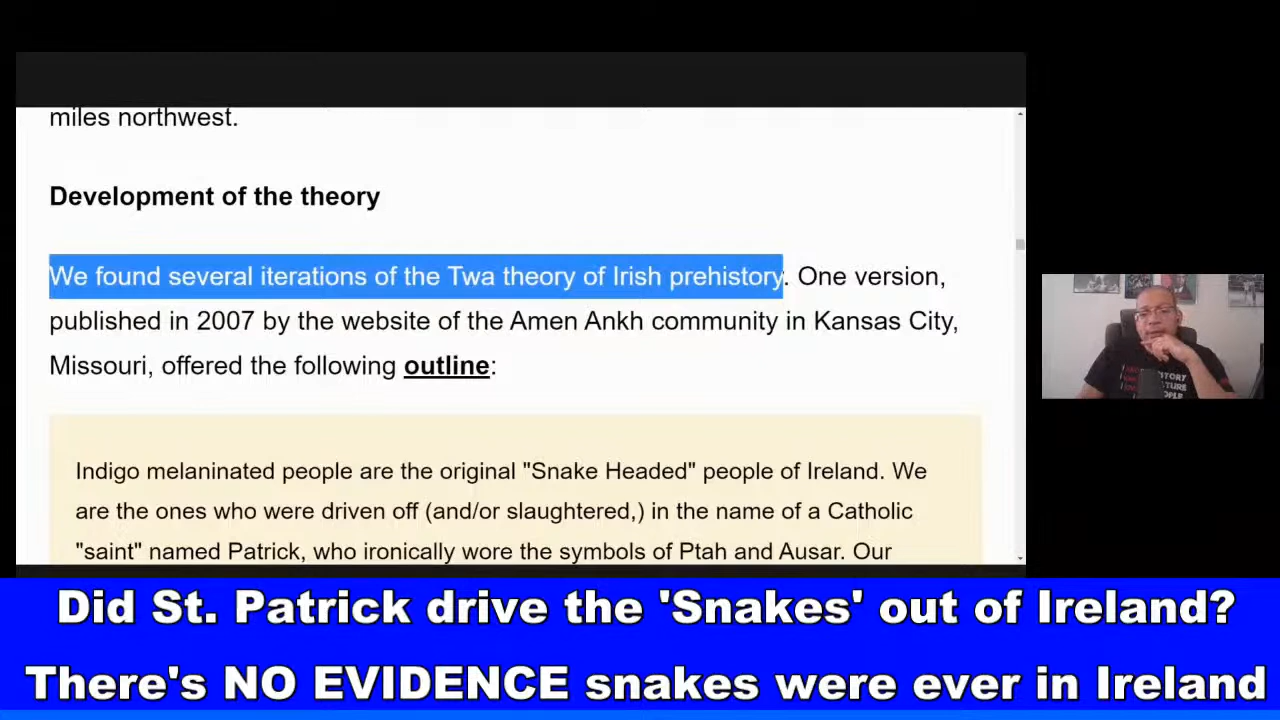 miles northwest.
Development of the theory
We found several iterations of the Twa theory of Irish prehistory. One version,
published in 2007 by the website of the Amen Ankh community in Kansas City,
Missouri, offered the following outline:
Indigo melaninated people are the original "Snake Headed" people of Ireland. We
are the ones who were driven off (and/or slaughtered,) in the name of a Catholic
"saint" named Patrick, who ironically wore the symbols of Ptah and Ausar. Our
Did St. Patrick drive the 'Snakes' out of Ireland?
There's NO EVIDENCE snakes were ever in Ireland